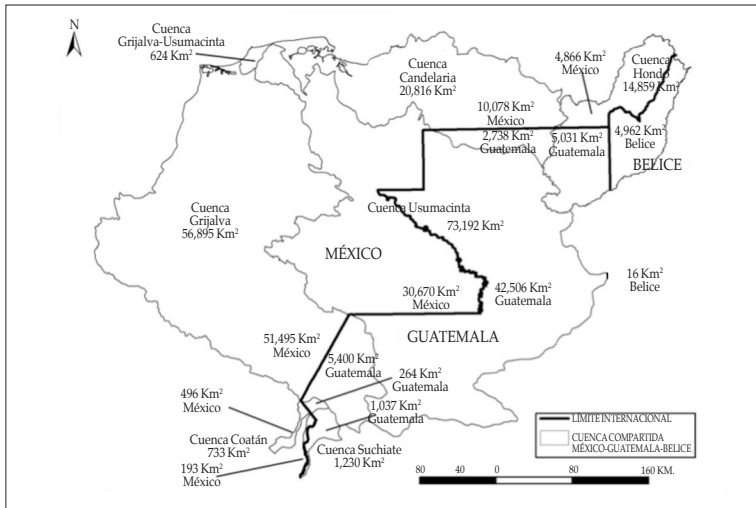 N
Cuenca
Grijalva-Usumacinta
624 Km²
Cuenca
Candelaria
20,816 Km²
4,866 Km²
México
Cuenca
Hondo
14,859 Km²
10,078 Km²
México
2,738 Km²
Guatemala
5,031 Km²
Guatemala
4,962 Km²
Belice
BELICE
Cuenca
Grijalva
56,895 Km²
Cuenca Usumacinta
73,192 Km²
MÉXICO
16 Km²
Belice
30,670 Km²
México
42,506 Km²
Guatemala
GUATEMALA
51,495 Km²
México
5,400 Km²
Guatemala
264 Km²
Guatemala
496 Km²
México
1,037 Km²
Guatemala
Cuenca Coatán
733 Km²
Cuenca Suchiate
1,230 Km²
193 Km²
México
LÍMITE INTERNACIONAL
CUENCA COMPARTIDA
MÉXICO-GUATEMALA-BELICE
80 40 0 80 160 KM.